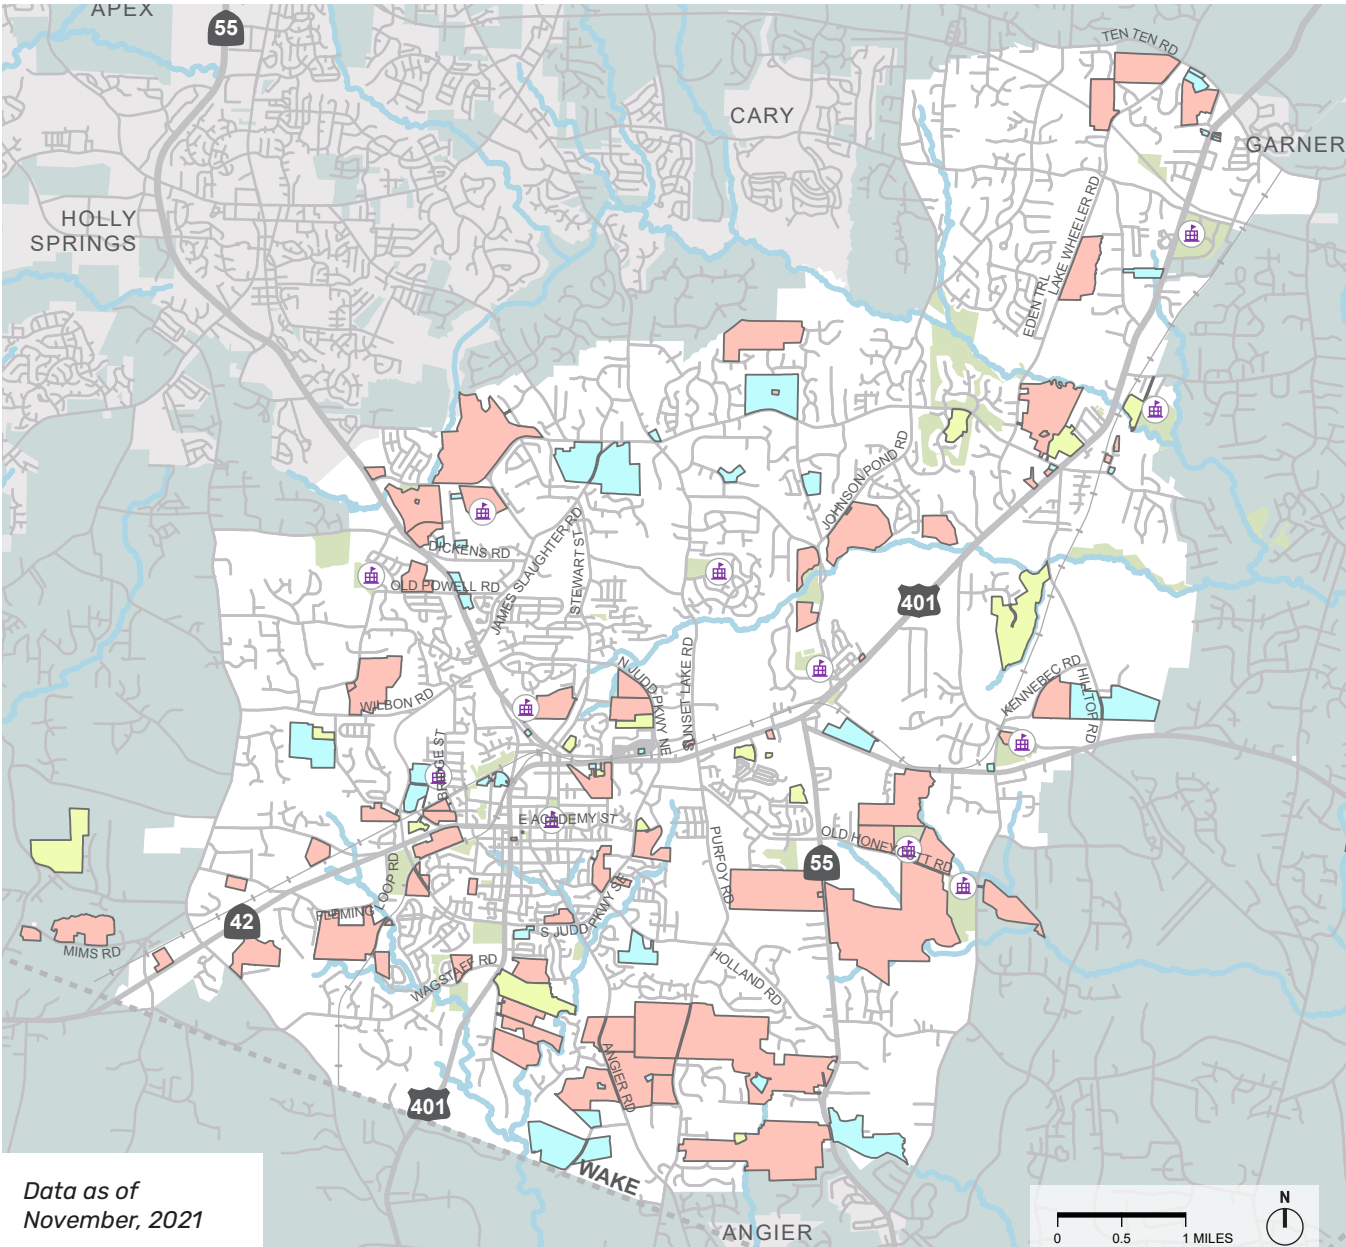 APEX
55
TEN TEN RD
CARY
GARNER
HOLLY
SPRINGS
LAKE WHEELER RD
EDEN TRL
JOHNSON POND RD
DICKENS RD
JAMES SLAUGHTER RD
STEWART ST
OLD POWELL RD
401
N JUDD PKWY NE
SUNSET LAKE RD
KENNEBEC RD
HILLTOP RD
WILBON RD
BRIDGE ST
E ACADEMY ST
PURFOY RD
OLD HONEYCUTT RD
55
LOOP RD
FLEMING
42
S JUDD PKWY SE
MIMS RD
WAGSTAFF RD
HOLLAND RD
ANGIER RD
401
WAKE
Data as of
November, 2021
ANGIER
N
0 0.5 1 MILES